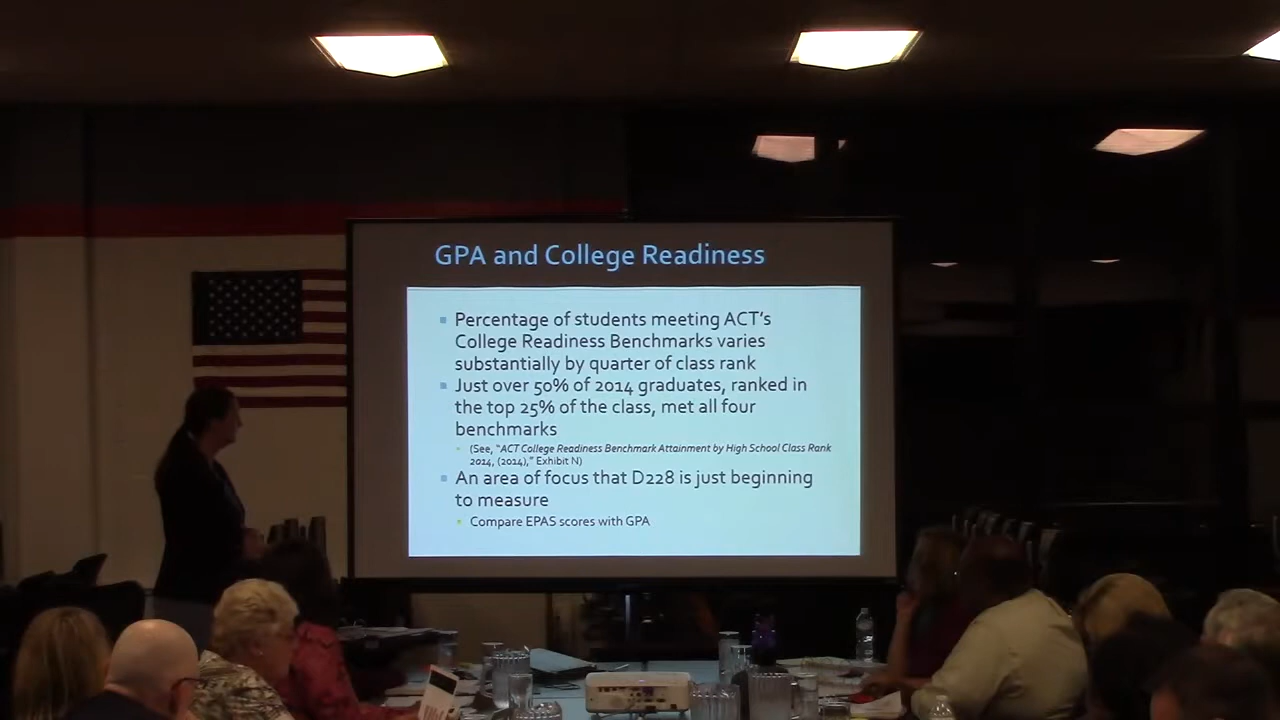 GPA and College Readiness
Percentage of students meeting ACT's
College Readiness Benchmarks varies
substantially by quarter of class rank
Just over 50% of 2014 graduates, ranked in
the top 25% of the class, met all four
benchmarks
(See, "ACT College Readiness Benchmark Attainment by High School Class Rank
2014, (2014)," Exhibit N)
An area of focus that D228 is just beginning
to measure
Compare EPAS scores with GPA